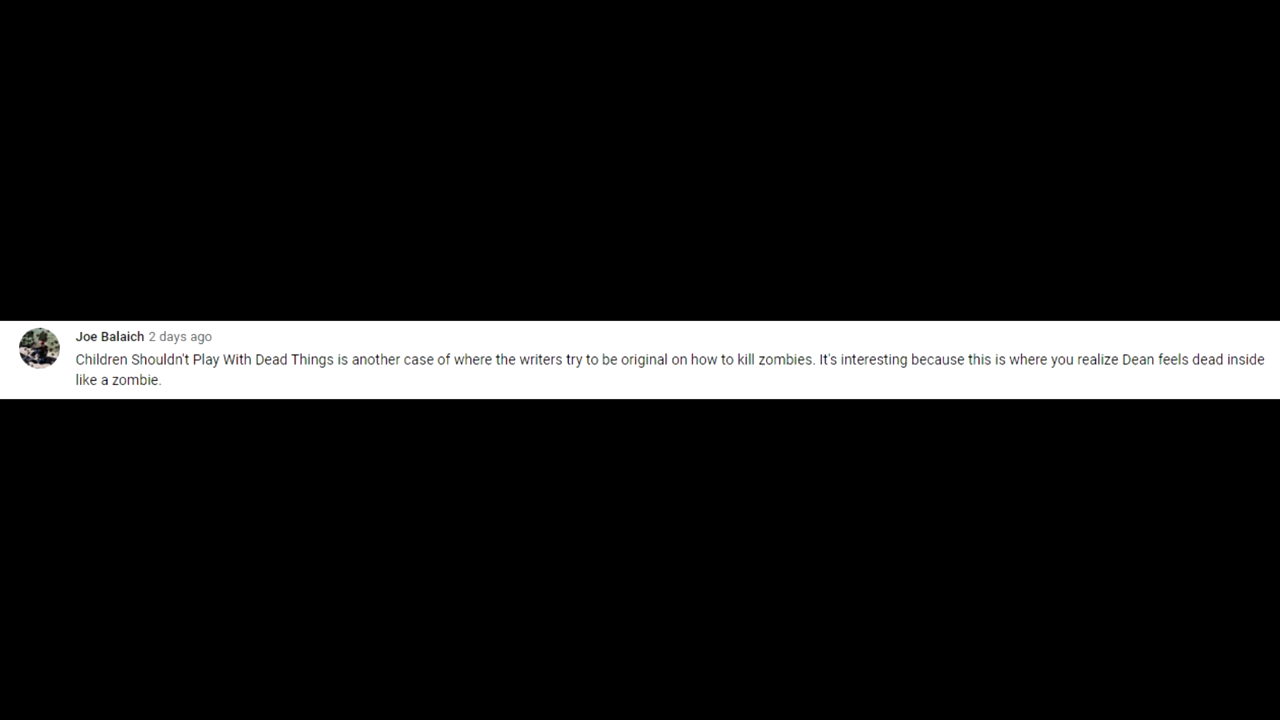 Joe Balaich 2 days ago
Children Shouldn't Play With Dead Things is another case of where the writers try to be original on how to kill zombies. It's interesting because this is where you realize Dean feels dead inside
like a zombie.